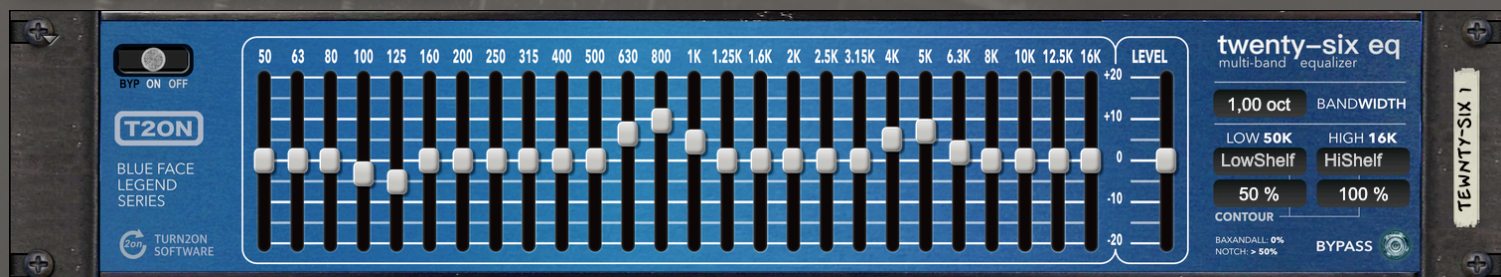 BYP ON OFF
T2ON
BLUE FACE
LEGEND
SERIES
2on
TURN2ON
SOFTWARE
50 63 80 100 125 160 200 250 315 400 500 630 800 1K 1.25K 1.6K 2K 2.5K 3.15K 4K 5K 6.3K 8K 10K 12.5K 16K LEVEL
+20
+10
0
-10
-20
twenty-six eq
multi-band equalizer
1,00 oct BANDWIDTH
LOW 50K HIGH 16K
LowShelf HiShelf
50 % 100 %
CONTOUR
BAXANDALL: 0%
NOTCH: > 50%
BYPASS
TEWNTY-SIX 1